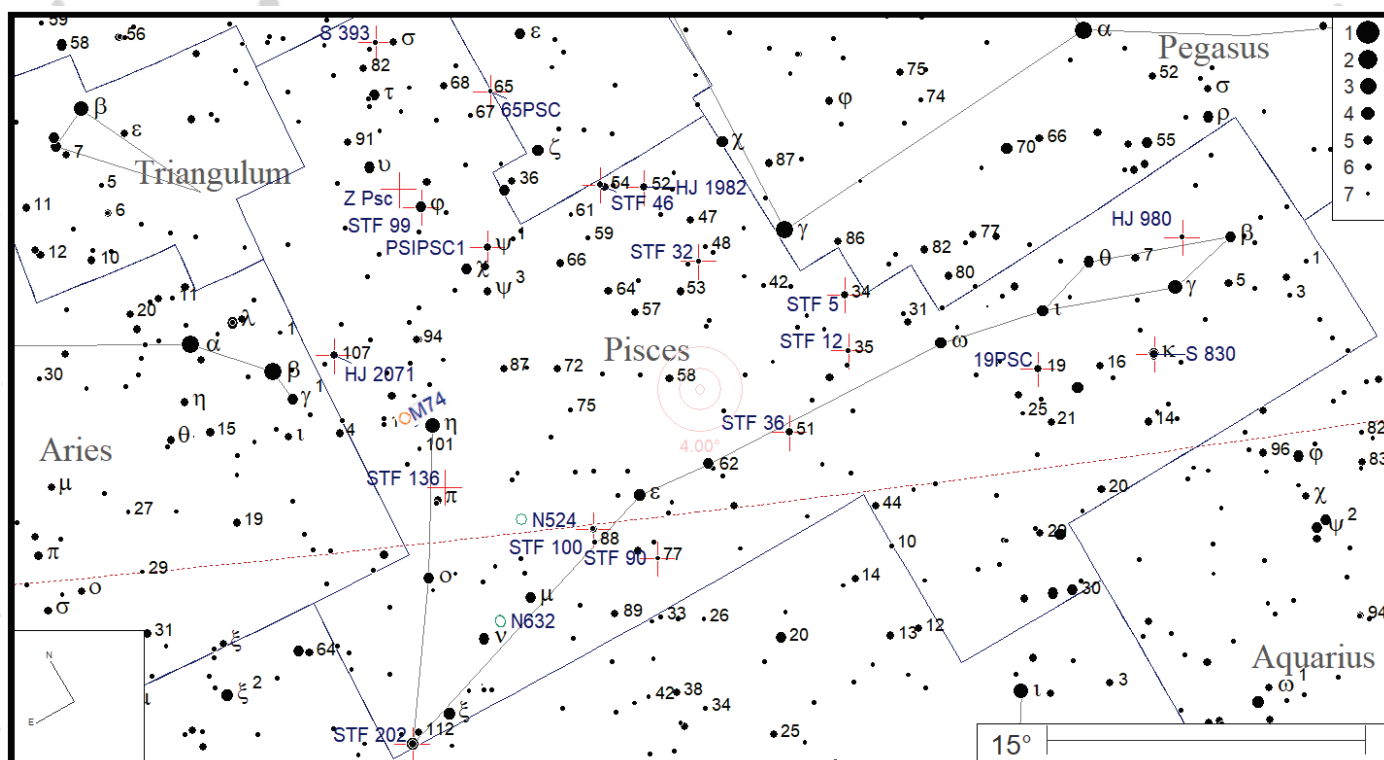 59
58
56
S 393
σ
82
68
ε
α
Pegasus
1
2
3
4
5
6
7
β
ε
7
τ
65
65PSC
67
75
φ
74
52
σ
ρ
91
ζ
χ
70
66
55
Triangulum
5
6
υ
36
87
Z Psc
φ
54
52
HJ 1982
STF 46
11
STF 99
61
47
γ
HJ 980
PSIPSC1
ψ 1
59
86
77
β
12
10
χ
66
STF 32
48
82
θ
7
1
ψ 3
64
53
42
80
γ
5
3
11
20
57
STF 5
34
31
ι
λ
1
94
α
107
Pisces
STF 12
35
ω
κ
S 830
β
HJ 2071
87
72
58
19PSC
19
16
30
γ 1
η
M74
75
25
21
14
θ
15
ι
4
η
STF 36
51
4.00°
82
Aries
101
62
96
φ
83
μ
STF 136
π
ε
20
χ
27
19
N524
44
ψ 2
STF 100
88
STF 90
77
10
29
π
29
ο
ο
14
30
σ
μ
89
33
26
N632
31
ξ
ν
20
13
12
94
64
N
E
ξ 2
42
38
34
ι
3
Aquarius
ω 1
ξ
STF 202
112
25
15°